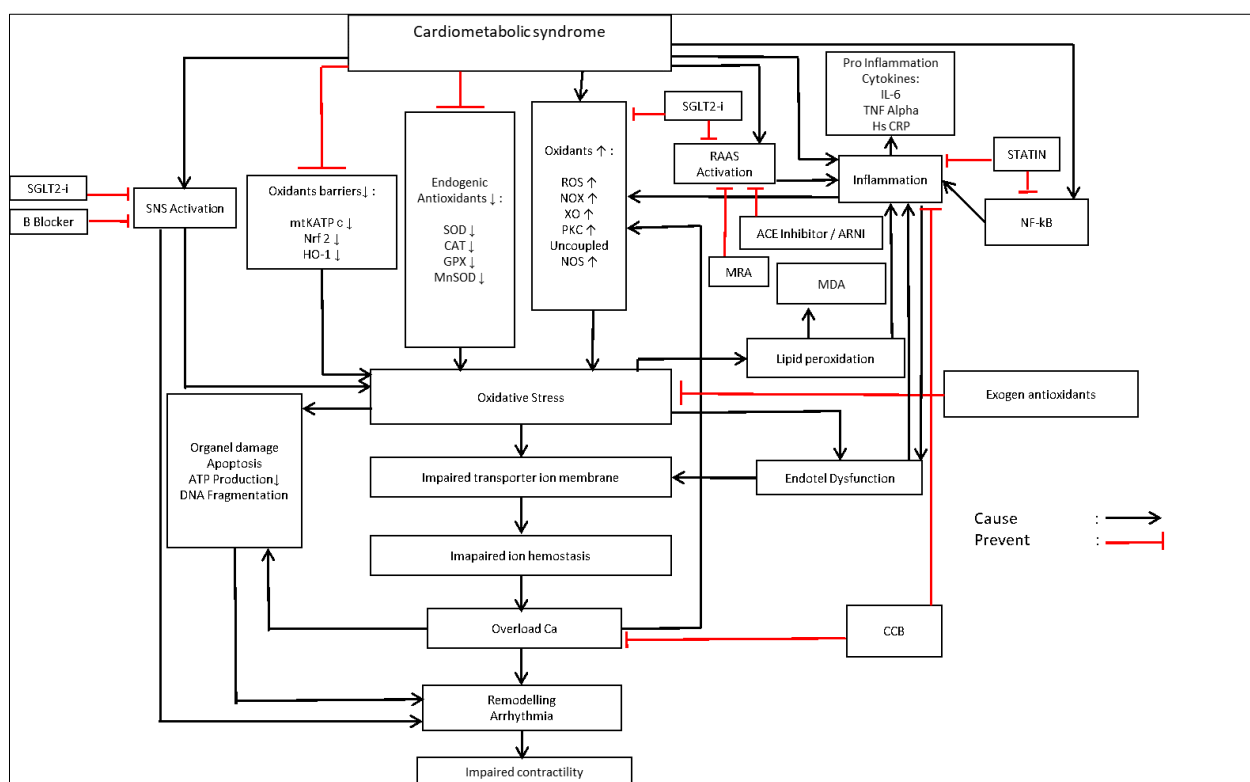 Cardiometabolic syndrome
Pro Inflammation
Cytokines:
IL-6
TNF Alpha
Hs CRP
SGLT2-i
STATIN
RAAS
Activation
Inflammation
Oxidants ↑ :
ROS ↑
NOX ↑
XO ↑
PKC ↑
Uncoupled
NOS ↑
Endogenic
Antioxidants ↓ :
SOD ↓
CAT ↓
GPX ↓
MnSOD ↓
Oxidants barriers↓ :
mtKATP c ↓
Nrf 2 ↓
HO-1 ↓
SGLT2-i
B Blocker
SNS Activation
NF-kB
ACE Inhibitor / ARNI
MRA
MDA
Lipid peroxidation
Oxidative Stress
Exogen antioxidants
Organel damage
Apoptosis
ATP Production↓
DNA Fragmentation
Impaired transporter ion membrane
Endotel Dysfunction
Cause :
Prevent :
Imapaired ion hemostasis
Overload Ca
CCB
Remodelling
Arrhythmia
Impaired contractility